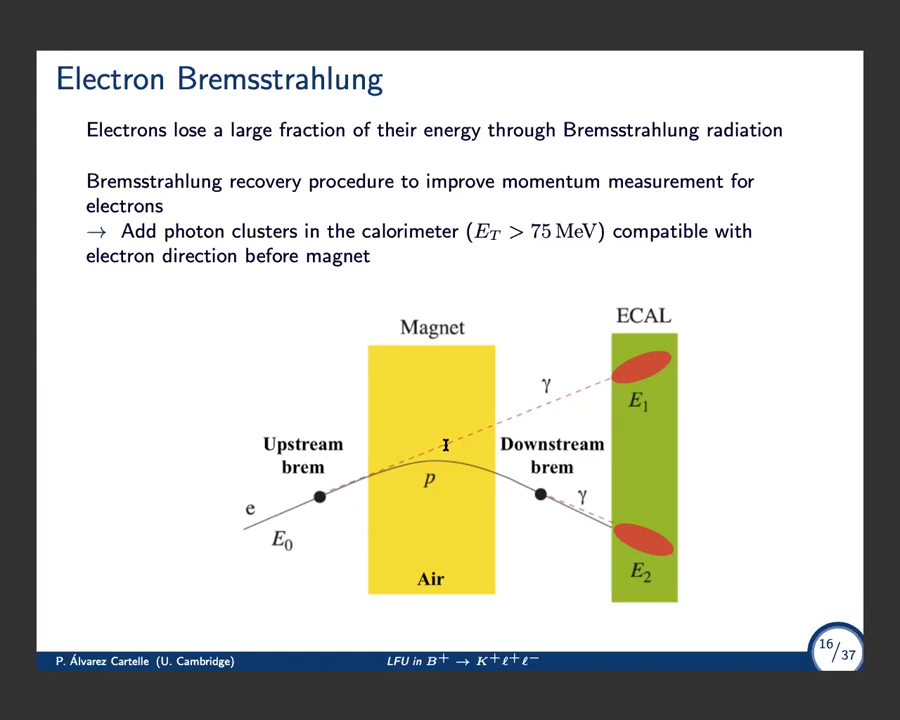 Electron Bremsstrahlung
Electrons lose a large fraction of their energy through Bremsstrahlung radiation
Bremsstrahlung recovery procedure to improve momentum measurement for
electrons
→ Add photon clusters in the calorimeter (E_T > 75 MeV) compatible with
electron direction before magnet
ECAL
Magnet
γ
E₁
Upstream
brem
Downstream
brem
p
γ
e
E₀
E₂
Air
P. Álvarez Cartelle (U. Cambridge)
LFU in B⁺ → K⁺ℓ⁺ℓ⁻
16/37